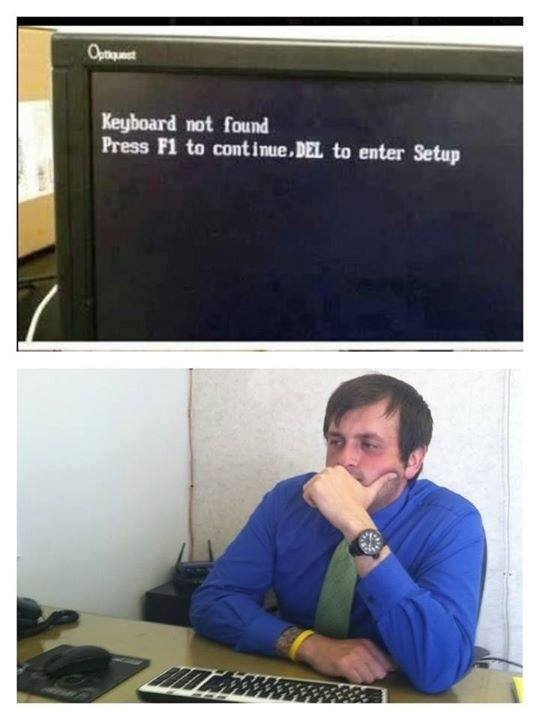 Optiquest
Keyboard not found
Press F1 to continue,DEL to enter Setup